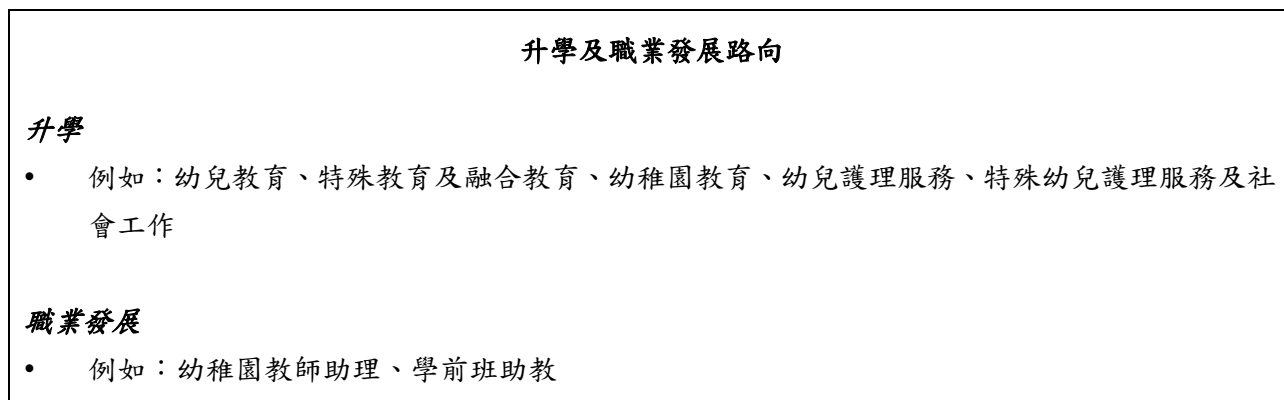 升學及職業發展路向
升學
• 例如：幼兒教育、特殊教育及融合教育、幼稚園教育、幼兒護理服務、特殊幼兒護理服務及社
會工作
職業發展
• 例如：幼稚園教師助理、學前班助教